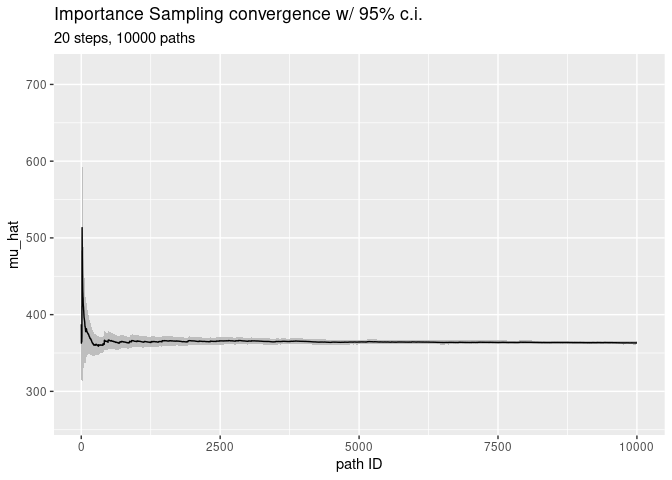 Importance Sampling convergence w/ 95% c.i.
20 steps, 10000 paths
700
600
500
400
300
mu_hat
0 2500 5000 7500 10000
path ID